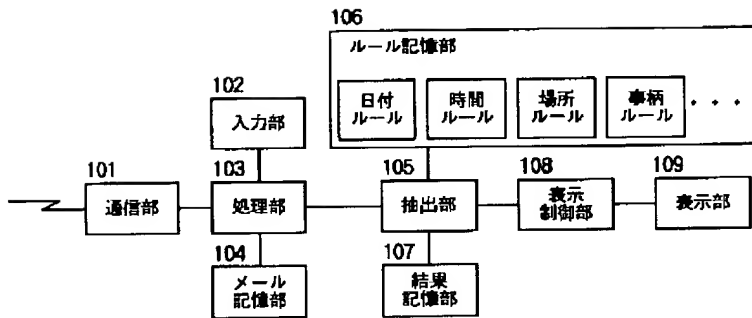 106
ルール記憶部
日付
ルール
時間
ルール
場所
ルール
事柄
ルール
・・・
102
入力部
101
通信部
103
処理部
105
抽出部
108
表示
制御部
109
表示部
104
メール
記憶部
107
結果
記憶部